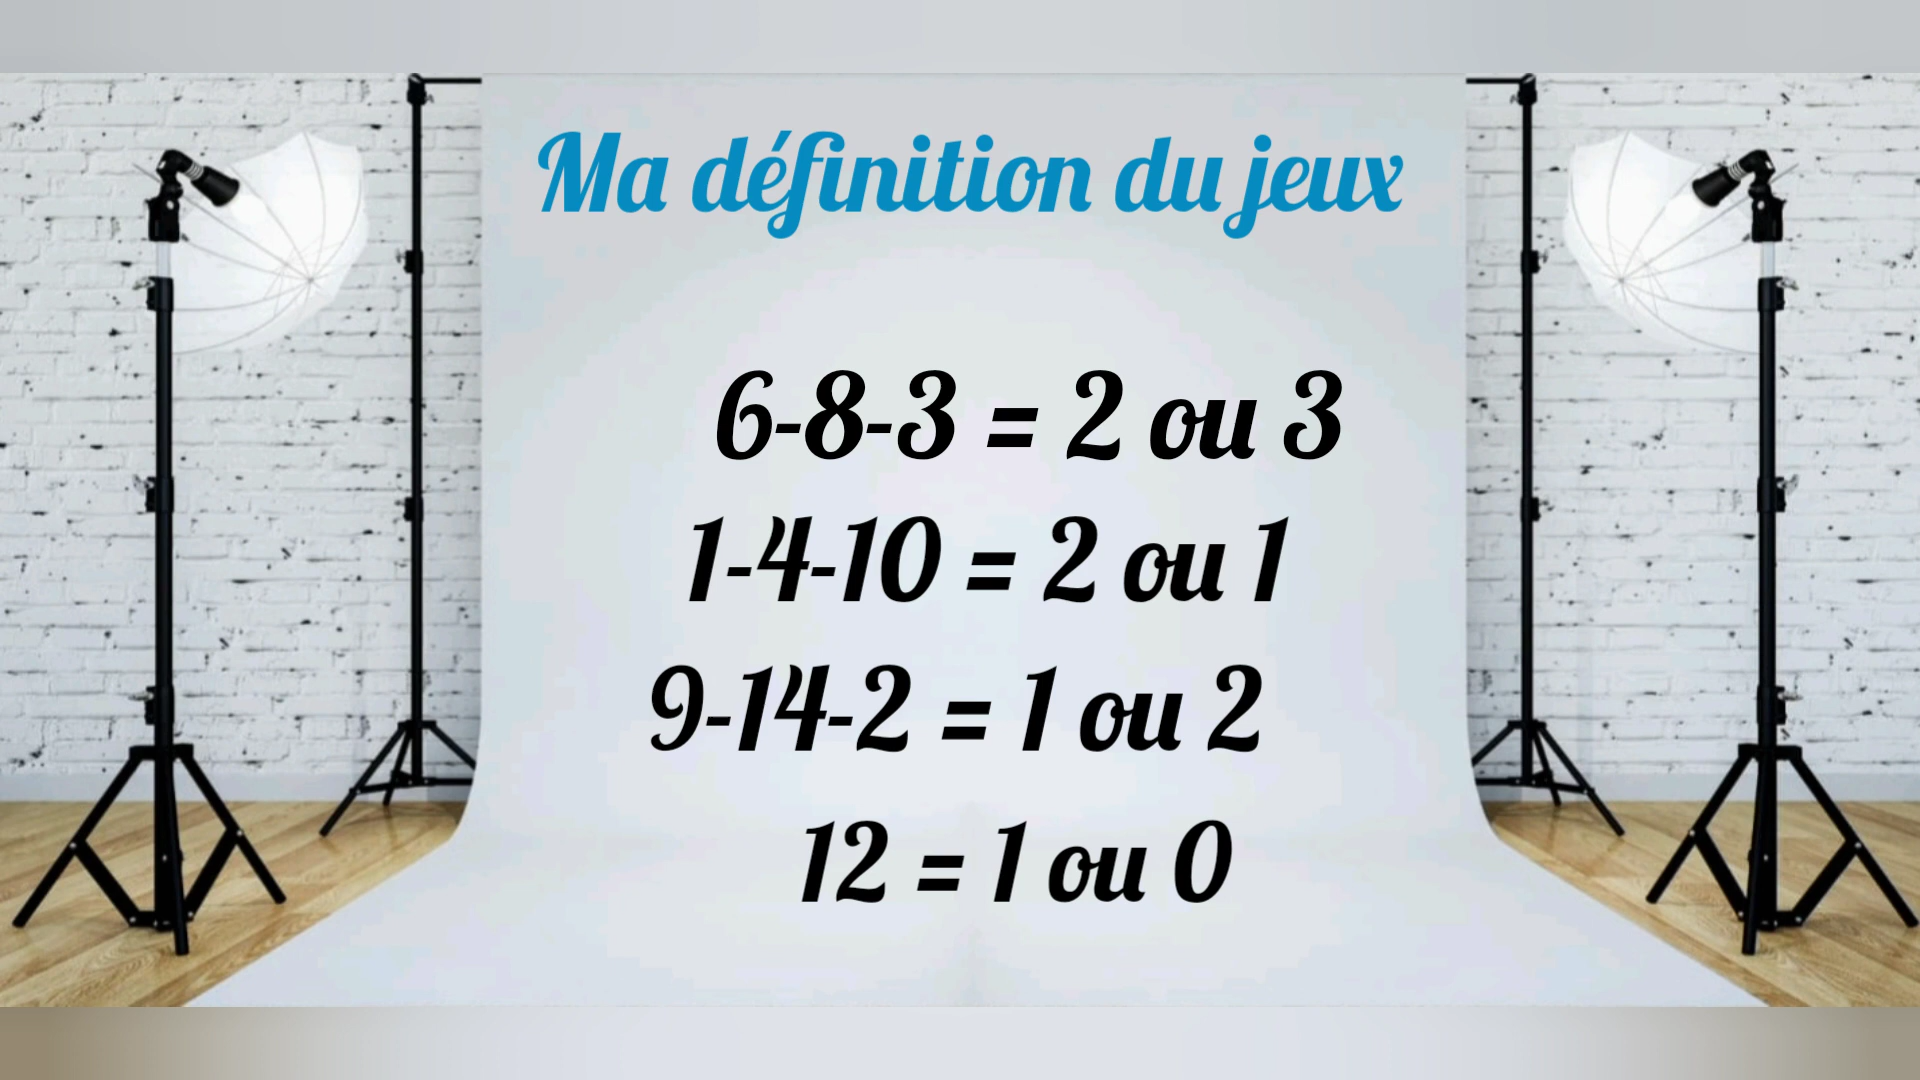 Ma définition du jeux
6-8-3 = 2 ou 3
1-4-10 = 2 ou 1
9-14-2 = 1 ou 2
12 = 1 ou 0